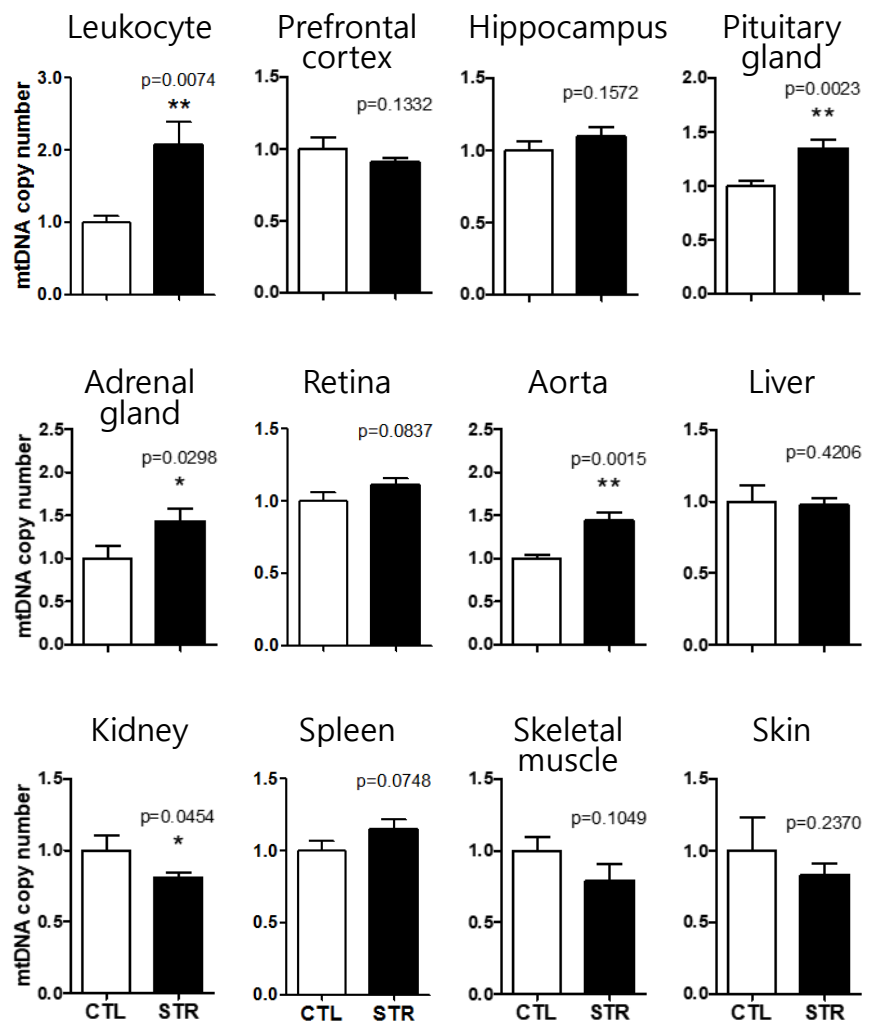 Leukocyte
Prefrontal
cortex
Hippocampus
Pituitary
gland
mtDNA copy number
3.0
2.0
1.0
0.0
p=0.0074
**
1.5
1.0
0.5
0.0
p=0.1332
1.5
1.0
0.5
0.0
p=0.1572
2.0
1.5
1.0
0.5
0.0
p=0.0023
**
Adrenal
gland
Retina
Aorta
Liver
mtDNA copy number
2.5
2.0
1.5
1.0
0.5
0.0
p=0.0298
*
1.5
1.0
0.5
0.0
p=0.0837
2.5
2.0
1.5
1.0
0.5
0.0
p=0.0015
**
1.5
1.0
0.5
0.0
p=0.4206
Kidney
Spleen
Skeletal
muscle
Skin
mtDNA copy number
1.5
1.0
0.5
0.0
p=0.0454
*
CTL STR
1.5
1.0
0.5
0.0
p=0.0748
CTL STR
1.5
1.0
0.5
0.0
p=0.1049
CTL STR
1.5
1.0
0.5
0.0
p=0.2370
CTL STR